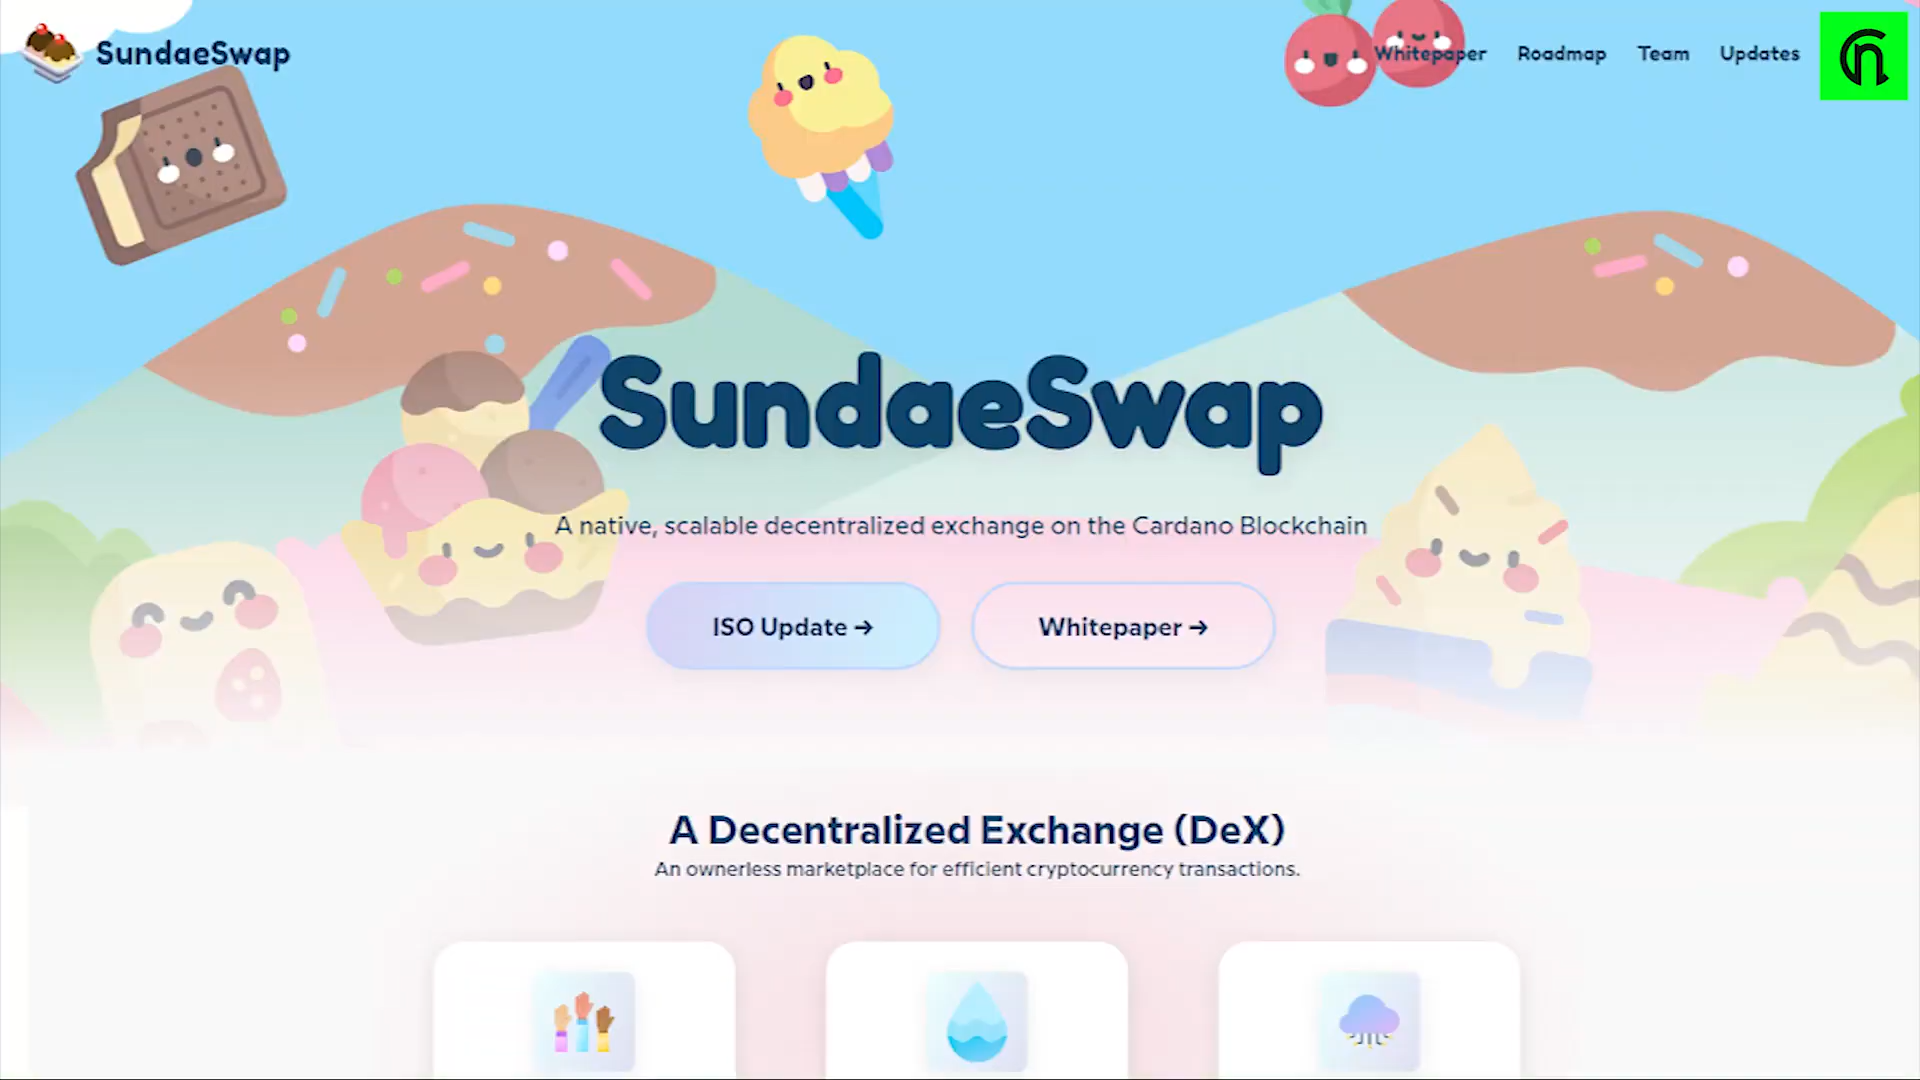 SundaeSwap
Whitepaper
Roadmap
Team
Updates
SundaeSwap
A native, scalable decentralized exchange on the Cardano Blockchain
ISO Update →
Whitepaper →
A Decentralized Exchange (DeX)
An ownerless marketplace for efficient cryptocurrency transactions.